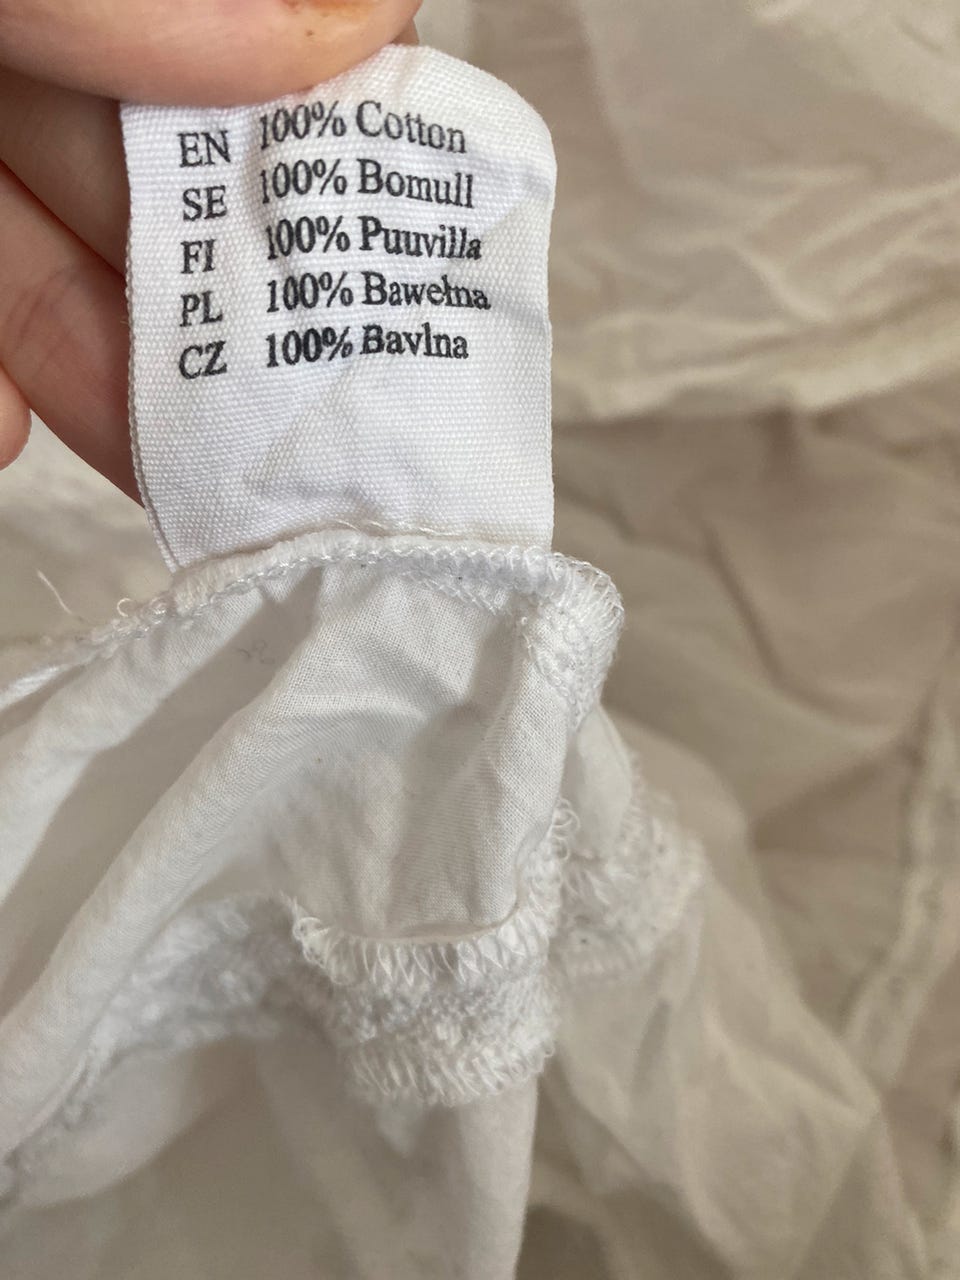 EN 100% Cotton
SE 100% Bomull
FI 100% Puuvilla
PL 100% Bawełna
CZ 100% Bavlna